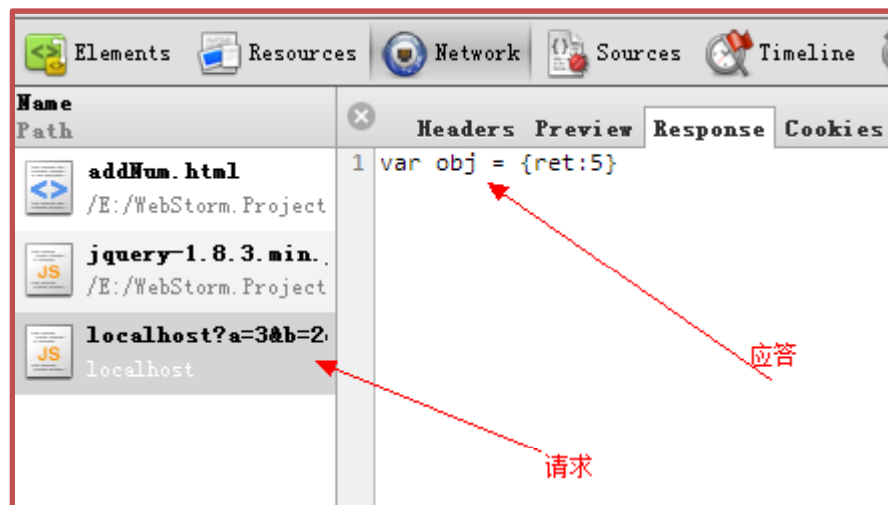 Elements Resources Network Sources Timeline
Name
Path
Headers Preview Response Cookies
addNum.html
/E:/WebStorm.Project
jquery-1.8.3.min.
/E:/WebStorm.Project
localhost?a=3&b=2
localhost
1 var obj = {ret:5}
应答
请求